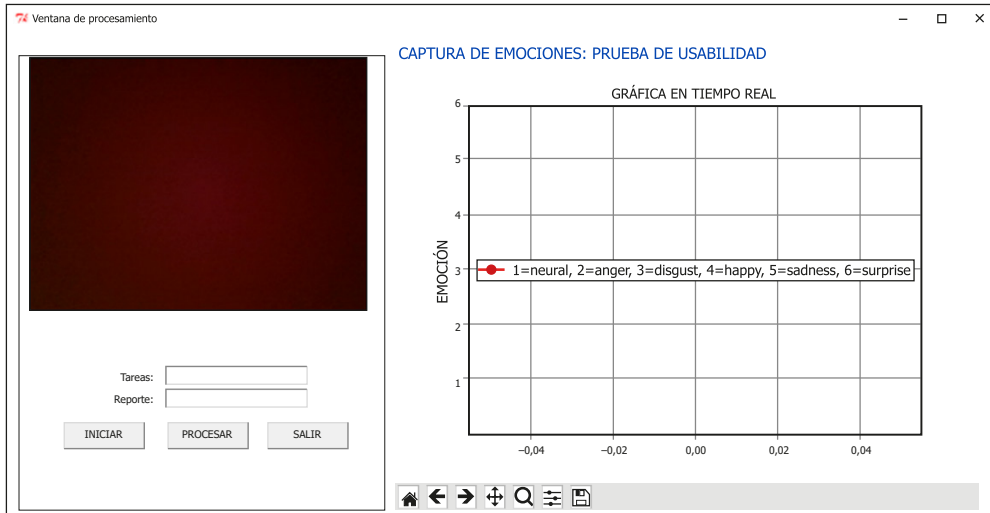 Ventana de procesamiento
CAPTURA DE EMOCIONES: PRUEBA DE USABILIDAD
GRÁFICA EN TIEMPO REAL
6
5
4
EMOCIÓN
3
1=neural, 2=anger, 3=disgust, 4=happy, 5=sadness, 6=surprise
2
1
−0,04 −0,02 0,00 0,02 0,04
Tareas:
Reporte:
INICIAR PROCESAR SALIR